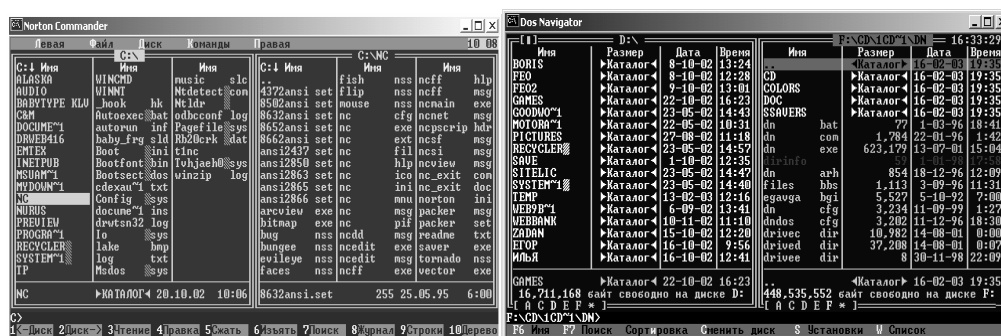 Norton Commander
Левая Файл Диск Команды Правая 10 08
C:\
C:↓ Имя Имя Имя
ALASKA WINCMD music slc
AUDIO WINNT Ntdetect com
BABYTYPE KLU _hook hk Ntldr
C&M Autoexec bat odbcconf log
DOCUME~1 autorun inf Pagefile sys
DRWEB416 baby_frg sld Rb20crk dat
EMTEX Boot ini tinc
INETPUB Bootfont bin Tvhjaeh0 sys
MSUAM~1 Bootsect dos winzip log
MYDOWN~1 cdexau~1 txt
NC Config sys
NURUS docume~1 ins
PREVIEW drwtsn32 log
PROGRA~1 Io sys
RECYCLER lake bmp
SYSTEM~1 log txt
TP Msdos sys
NC ►КАТАЛОГ◄ 20.10.02 10:06
C:\NC
C:↓ Имя Имя Имя
.. fish nss ncff hlp
4372ansi set flip nss ncff msg
8502ansi set mouse nss ncmain exe
8632ansi set nc cfg ncnet msg
8652ansi set nc exe ncpscrip hdr
8662ansi set nc ext ncsf msg
ansi2437 set nc fil ncsi msg
ansi2850 set nc hlp ncview msg
ansi2863 set nc ico nc_exit com
ansi2865 set nc ini nc_exit doc
ansi2866 set nc mnu norton ini
arcview exe nc msg packer msg
bitmap exe nc pif packer set
bug nss ncdd msg readme txt
bungee nss ncedit exe saver exe
evileye nss ncedit msg tornado nss
faces nss ncff exe vector exe
8632ansi.set 255 25.05.95 6:00
C>
1<-Диск 2Диск-> 3Чтение 4Правка 5Сжать 6Изъять 7Поиск 8Журнал 9Строки 10Дерево
Dos Navigator
D:\
Имя Размер Дата Время
BORIS ►Каталог◄ 8-10-02 13:24
FEO ►Каталог◄ 8-10-02 12:28
FEO2 ►Каталог◄ 9-10-02 13:01
GAMES ►Каталог◄ 22-10-02 16:23
GOODWO~1 ►Каталог◄ 23-05-02 14:43
MOTORA~1 ►Каталог◄ 22-05-02 10:31
PICTURES ►Каталог◄ 27-08-02 11:18
RECYCLER ►Каталог◄ 23-05-02 14:57
SAVE ►Каталог◄ 1-10-02 12:35
SITELIC ►Каталог◄ 23-05-02 14:47
SYSTEM~1 ►Каталог◄ 23-05-02 14:40
TEMP ►Каталог◄ 13-02-03 12:16
WEB9B~1 ►Каталог◄ 6-09-02 13:41
WEBBANK ►Каталог◄ 10-11-02 11:10
ZADAN ►Каталог◄ 15-10-02 12:20
ЕГОР ►Каталог◄ 16-10-02 9:56
ИЛЬЯ ►Каталог◄ 16-10-02 12:41
GAMES ►Каталог◄ 22-10-02 16:23
16,711,168 байт свободно на диске D:
[ A C D E F * ]
F:\CD\1CD~1\DN 16:33:29
Имя Размер Дата Время
.. ◄Каталог► 16-02-03 19:35
CD ►Каталог◄ 16-02-03 19:35
COLORS ►Каталог◄ 16-02-03 19:35
DOC ►Каталог◄ 16-02-03 19:35
SSAVERS ►Каталог◄ 16-02-03 19:35
dn bat 77 1-03-96 18:41
dn com 1,784 22-01-96 1:42
dn exe 623,179 13-07-01 15:04
dirinfo 59 1-01-98 17:58
dn arh 854 18-12-96 12:09
files bbs 1,113 3-09-96 11:31
egavga bgi 5,527 5-10-92 7:00
dn cfg 3,234 11-09-99 1:27
dndos cfg 3,202 11-12-96 18:30
drivec dir 10,982 14-08-01 0:00
drived dir 37,208 14-08-01 0:07
drivee dir 8 30-11-98 22:09
.. ◄Каталог► 16-02-03 19:35
448,535,552 байт свободно на диске F:
[ A C D E F * ]
F:\CD\1CD~1\DN>
F6 Имя F7 Поиск Сортировка Сменить диск S Установки W Список